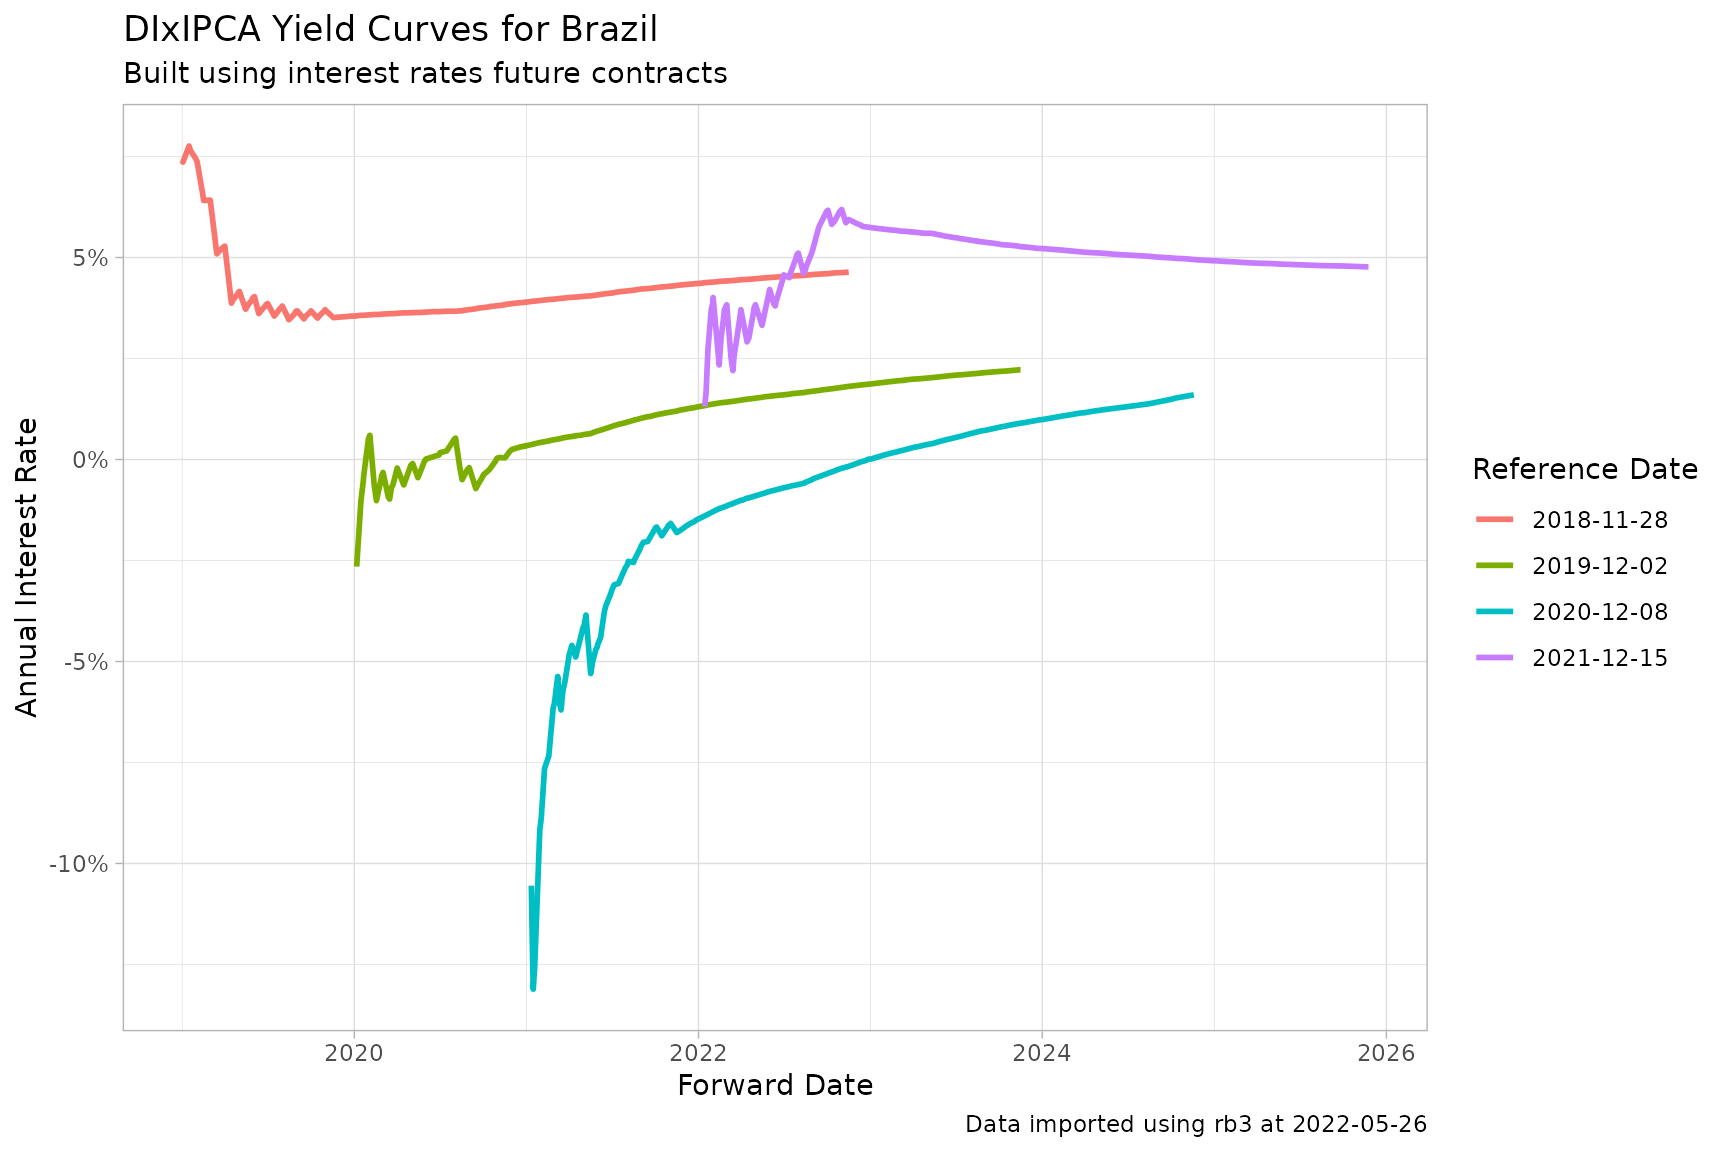 DIxIPCA Yield Curves for Brazil
Built using interest rates future contracts
Annual Interest Rate
5%
0%
-5%
-10%
2020
2022
2024
2026
Forward Date
Reference Date
2018-11-28
2019-12-02
2020-12-08
2021-12-15
Data imported using rb3 at 2022-05-26